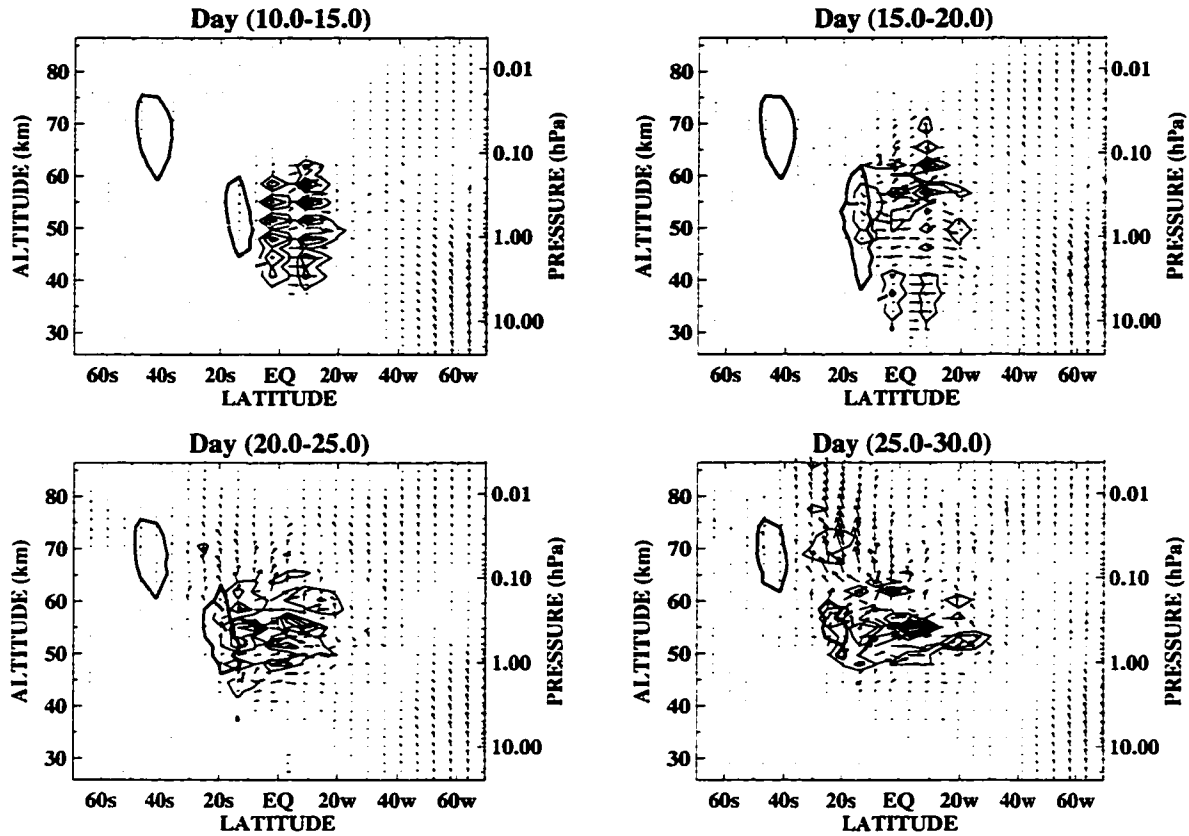 Day (10.0-15.0)
ALTITUDE (km)
80
70
60
50
40
30
0.01
0.10
1.00
10.00
PRESSURE (hPa)
60s 40s 20s EQ 20w 40w 60w
LATITUDE
Day (15.0-20.0)
ALTITUDE (km)
80
70
60
50
40
30
0.01
0.10
1.00
10.00
PRESSURE (hPa)
60s 40s 20s EQ 20w 40w 60w
LATITUDE
Day (20.0-25.0)
ALTITUDE (km)
80
70
60
50
40
30
0.01
0.10
1.00
10.00
PRESSURE (hPa)
60s 40s 20s EQ 20w 40w 60w
LATITUDE
Day (25.0-30.0)
ALTITUDE (km)
80
70
60
50
40
30
0.01
0.10
1.00
10.00
PRESSURE (hPa)
60s 40s 20s EQ 20w 40w 60w
LATITUDE